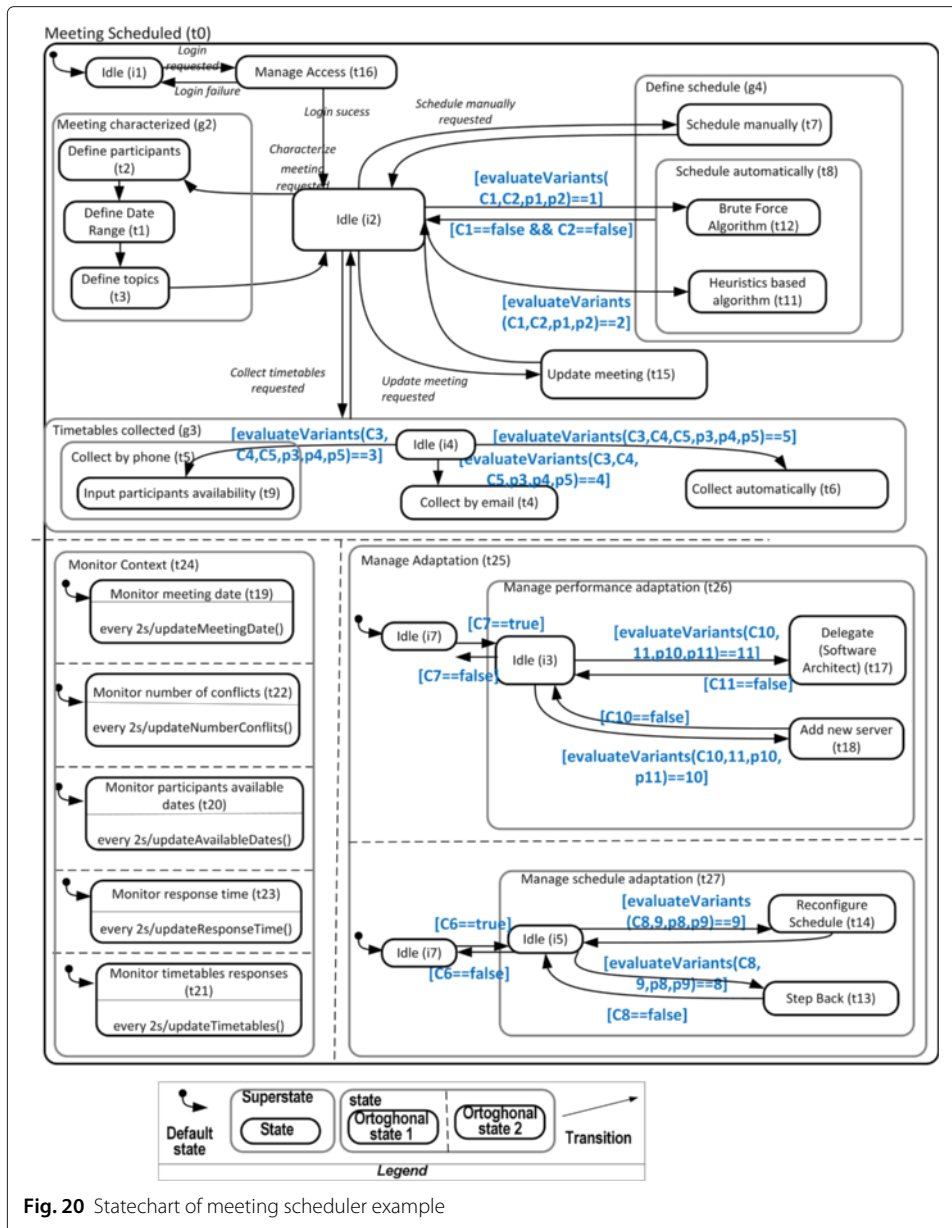 Meeting Scheduled (t0)
Login
requested
Idle (i1)
Manage Access (t16)
Login failure
Login sucess
Schedule manually
requested
Define schedule (g4)
Schedule manually (t7)
Meeting characterized (g2)
Define participants
(t2)
Characterize
meeting
requested
Define Date
Range (t1)
Define topics
(t3)
Idle (i2)
[evaluateVariants(
C1,C2,p1,p2)==1]
[C1==false && C2==false]
[evaluateVariants
(C1,C2,p1,p2)==2]
Schedule automatically (t8)
Brute Force
Algorithm (t12)
Heuristics based
algorithm (t11)
Collect timetables
requested
Update meeting
requested
Update meeting (t15)
Timetables collected (g3)
[evaluateVariants(C3,
C4,C5,p3,p4,p5)==3]
Idle (i4)
[evaluateVariants(C3,C4,C5,p3,p4,p5)==5]
Collect by phone (t5)
[evaluateVariants(C3,C4,
C5,p3,p4,p5)==4]
Input participants availability (t9)
Collect by email (t4)
Collect automatically (t6)
Monitor Context (t24)
Monitor meeting date (t19)
every 2s/updateMeetingDate()
Monitor number of conflicts (t22)
every 2s/updateNumberConflits()
Monitor participants available
dates (t20)
every 2s/updateAvailableDates()
Monitor response time (t23)
every 2s/updateResponseTime()
Monitor timetables responses
(t21)
every 2s/updateTimetables()
Manage Adaptation (t25)
Manage performance adaptation (t26)
Idle (i7)
[C7==true]
[C7==false]
Idle (i3)
[evaluateVariants(C10,
11,p10,p11)==11]
[C11==false]
Delegate
(Software
Architect) (t17)
[C10==false]
Add new server
(t18)
[evaluateVariants(C10,11,p10,
p11)==10]
Manage schedule adaptation (t27)
Idle (i7)
[C6==true]
[C6==false]
Idle (i5)
[evaluateVariants
(C8,9,p8,p9)==9]
Reconfigure
Schedule (t14)
[evaluateVariants(C8,
9,p8,p9)==8]
Step Back (t13)
[C8==false]
Default
state
Superstate
State
state
Ortoghonal
state 1
Ortoghonal
state 2
Transition
Legend
Fig. 20 Statechart of meeting scheduler example